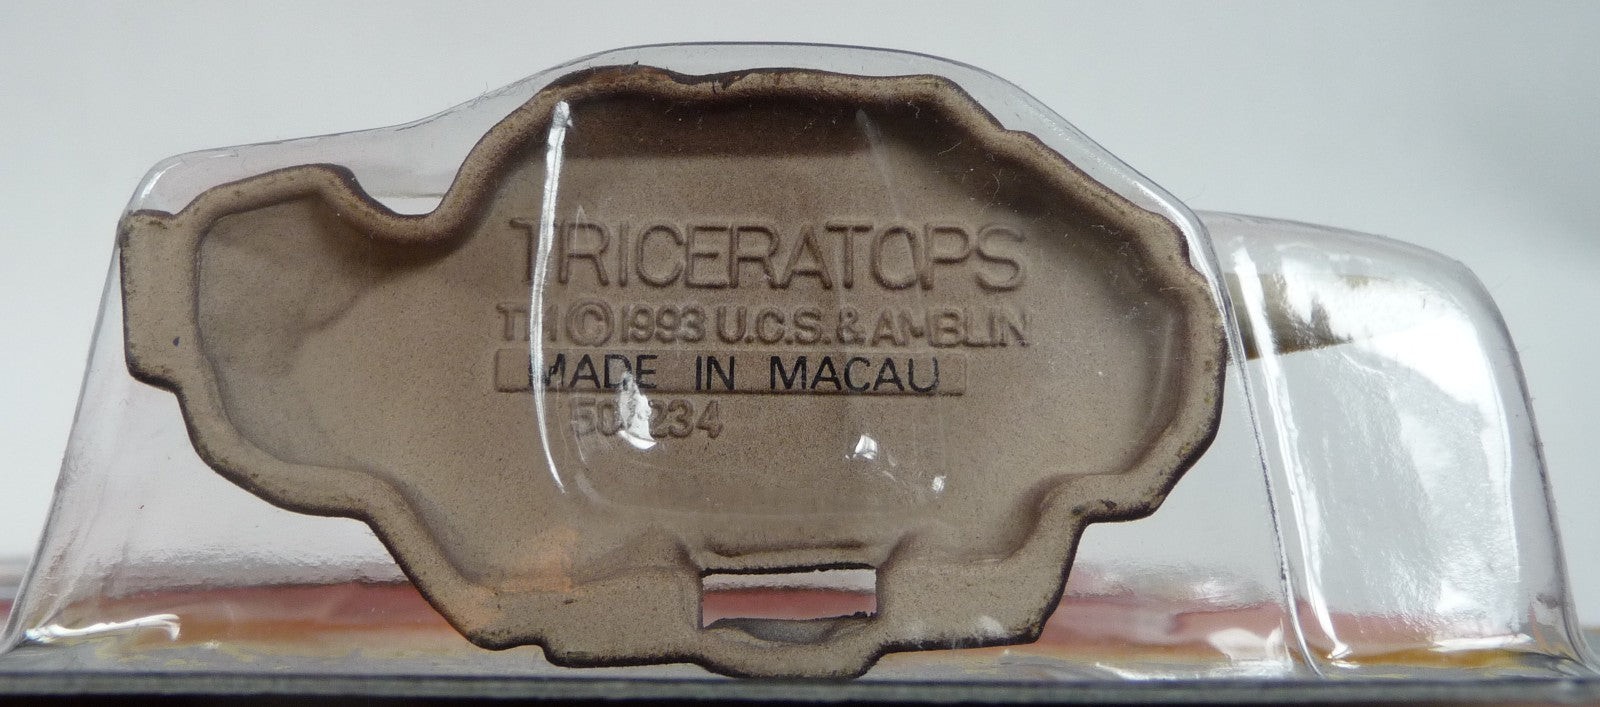 TRICERATOPS
TM © 1993 U.C.S. & AMBLIN
MADE IN MACAU